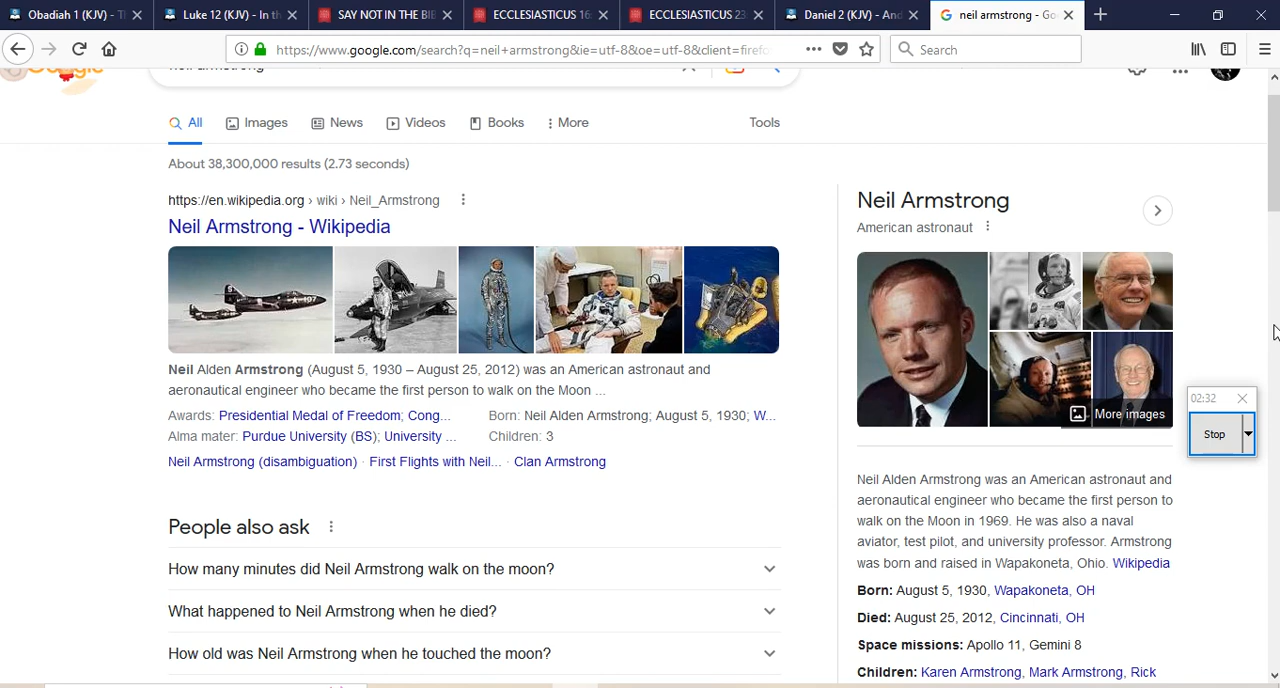 Obadiah 1 (KJV) - T
Luke 12 (KJV) - In th
SAY NOT IN THE BIB
ECCLESIASTICUS 16:
ECCLESIASTICUS 23
Daniel 2 (KJV) - And
neil armstrong - Go
https://www.google.com/search?q=neil+armstrong&ie=utf-8&oe=utf-8&client=firefo
Search
Google
neil armstrong
All
Images
News
Videos
Books
More
Tools
About 38,300,000 results (2.73 seconds)
https://en.wikipedia.org › wiki › Neil_Armstrong
Neil Armstrong - Wikipedia
A-107
Neil Alden Armstrong (August 5, 1930 – August 25, 2012) was an American astronaut and
aeronautical engineer who became the first person to walk on the Moon ...
Awards: Presidential Medal of Freedom; Cong...
Born: Neil Alden Armstrong; August 5, 1930; W...
Alma mater: Purdue University (BS); University ...
Children: 3
Neil Armstrong (disambiguation) · First Flights with Neil... · Clan Armstrong
People also ask
How many minutes did Neil Armstrong walk on the moon?
What happened to Neil Armstrong when he died?
How old was Neil Armstrong when he touched the moon?
Neil Armstrong
American astronaut
More images
Neil Alden Armstrong was an American astronaut and
aeronautical engineer who became the first person to
walk on the Moon in 1969. He was also a naval
aviator, test pilot, and university professor. Armstrong
was born and raised in Wapakoneta, Ohio. Wikipedia
Born: August 5, 1930, Wapakoneta, OH
Died: August 25, 2012, Cincinnati, OH
Space missions: Apollo 11, Gemini 8
Children: Karen Armstrong, Mark Armstrong, Rick
02:32
Stop